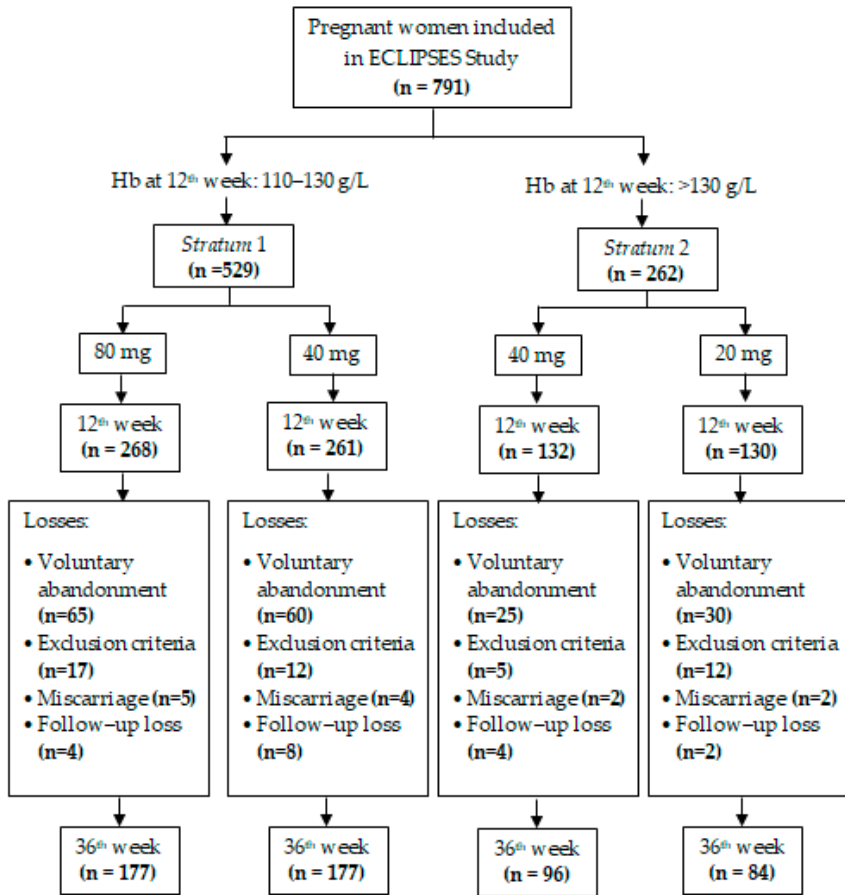 Pregnant women included
in ECLIPSES Study
(n = 791)
Hb at 12th week: 110–130 g/L
Hb at 12th week: >130 g/L
Stratum 1
(n =529)
Stratum 2
(n = 262)
80 mg
40 mg
40 mg
20 mg
12th week
(n = 268)
12th week
(n = 261)
12th week
(n = 132)
12th week
(n =130)
Losses:
• Voluntary
abandonment
(n=65)
• Exclusion criteria
(n=17)
• Miscarriage (n=5)
• Follow–up loss
(n=4)
Losses:
• Voluntary
abandonment
(n=60)
• Exclusion criteria
(n=12)
• Miscarriage (n=4)
• Follow–up loss
(n=8)
Losses:
• Voluntary
abandonment
(n=25)
• Exclusion criteria
(n=5)
• Miscarriage (n=2)
• Follow–up loss
(n=4)
Losses:
• Voluntary
abandonment
(n=30)
• Exclusion criteria
(n=12)
• Miscarriage (n=2)
• Follow–up loss
(n=2)
36th week
(n = 177)
36th week
(n = 177)
36th week
(n = 96)
36th week
(n = 84)